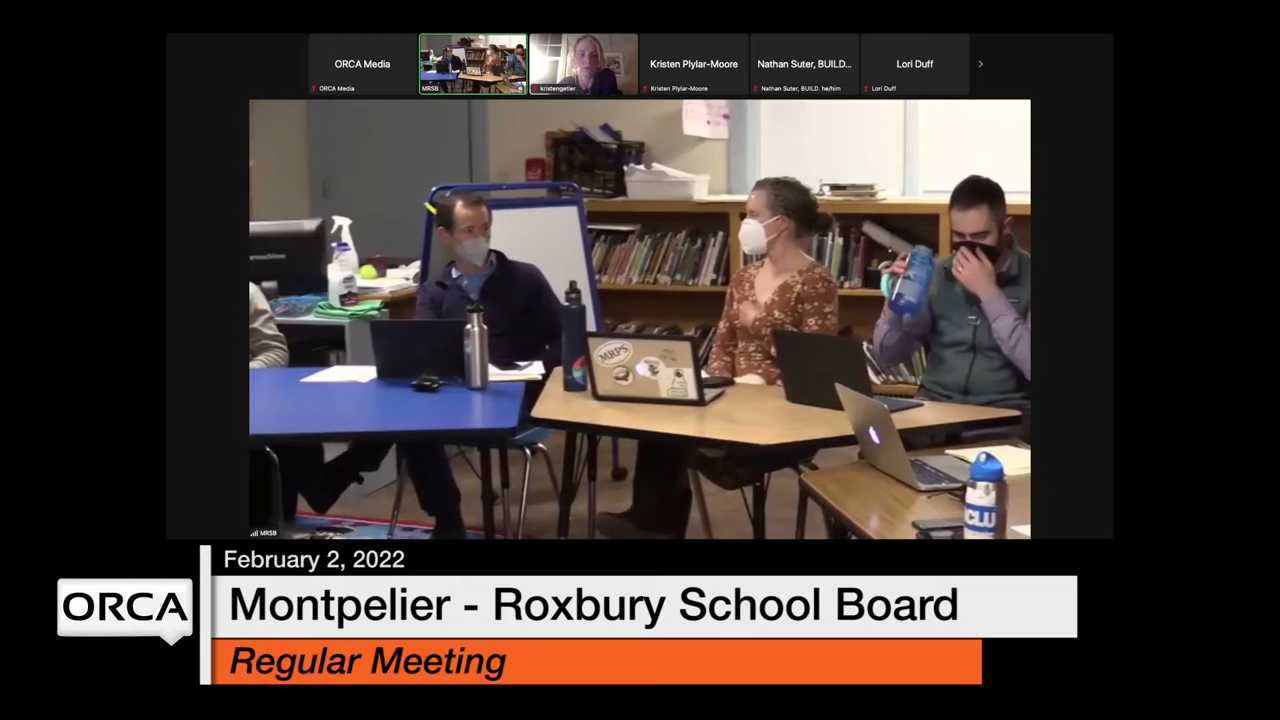 ORCA Media
Kristen Plylar-Moore
Nathan Suter, BUILD...
Lori Duff
ORCA Media
MRSB
kristengetler
Kristen Plylar-Moore
Nathan Suter, BUILD. he/him
Lori Duff
MRPS
ACLU
MRSB
February 2, 2022
ORCA
Montpelier - Roxbury School Board
Regular Meeting